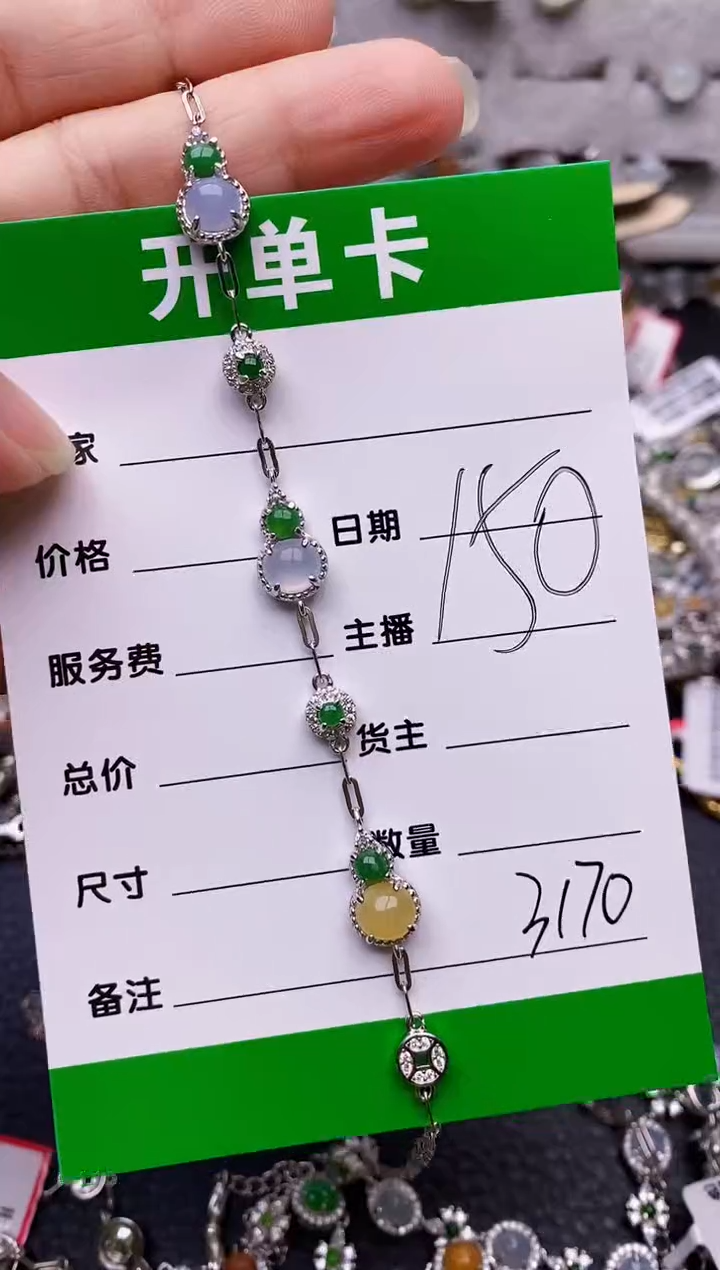 开单卡
家
价格 日期
150
服务费 主播
总价 货主
尺寸 数量
3170
备注